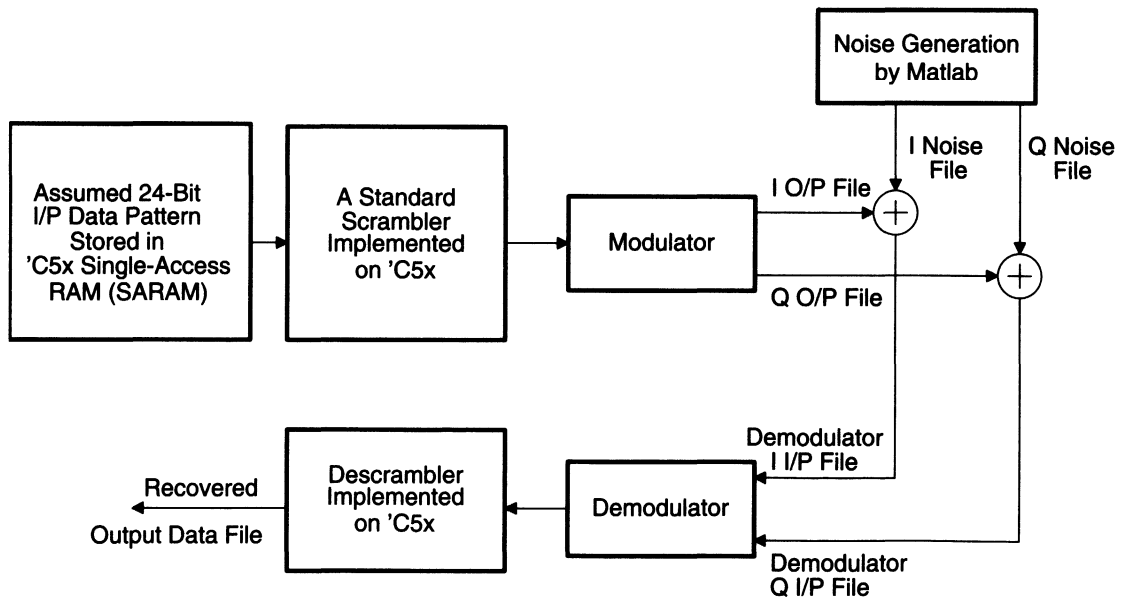 Noise Generation
by Matlab
I Noise
File
Q Noise
File
Assumed 24-Bit
I/P Data Pattern
Stored in
'C5x Single-Access
RAM (SARAM)
A Standard
Scrambler
Implemented
on 'C5x
Modulator
I O/P File
Q O/P File
+
+
Demodulator
I I/P File
Demodulator
Q I/P File
Demodulator
Descrambler
Implemented
on 'C5x
Recovered
Output Data File